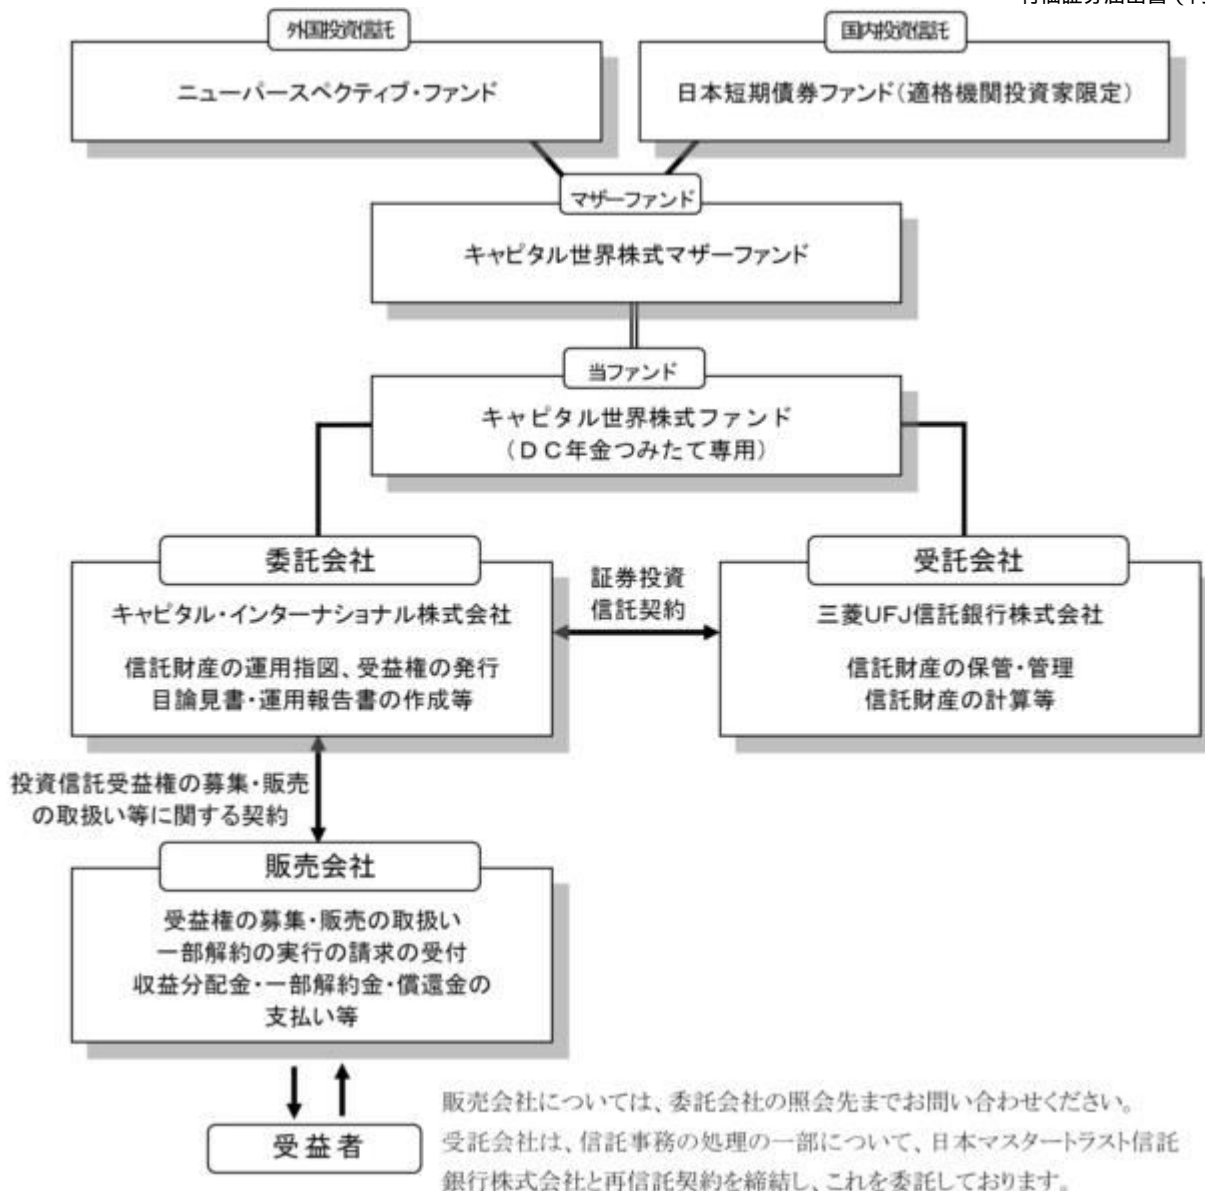 外国投資信託
国内投資信託
ニューパースペクティブ・ファンド
日本短期債券ファンド（適格機関投資家限定）
マザーファンド
キャピタル世界株式マザーファンド
当ファンド
キャピタル世界株式ファンド
（ＤＣ年金つみたて専用）
委託会社
キャピタル・インターナショナル株式会社
信託財産の運用指図、受益権の発行
目論見書・運用報告書の作成等
証券投資
信託契約
受託会社
三菱UFJ信託銀行株式会社
信託財産の保管・管理
信託財産の計算等
投資信託受益権の募集・販売
の取扱い等に関する契約
販売会社
受益権の募集・販売の取扱い
一部解約の実行の請求の受付
収益分配金・一部解約金・償還金の
支払い等
受益者
販売会社については、委託会社の照会先までお問い合わせください。
受託会社は、信託事務の処理の一部について、日本マスタートラスト信託
銀行株式会社と再信託契約を締結し、これを委託しております。